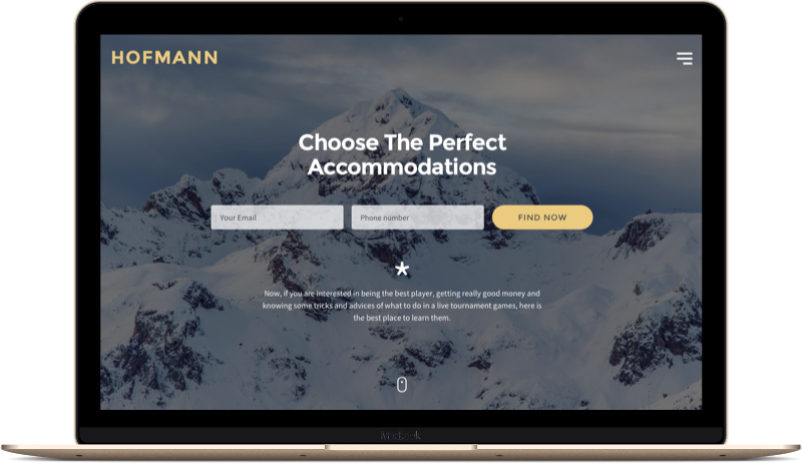 HOFMANN
Choose The Perfect
Accommodations
Your Email
Phone number
FIND NOW
Now, if you are interested in being the best player, getting really good money and
knowing some tricks and advices of what to do in a live tournament games, here is
the best place to learn them.
MacBook